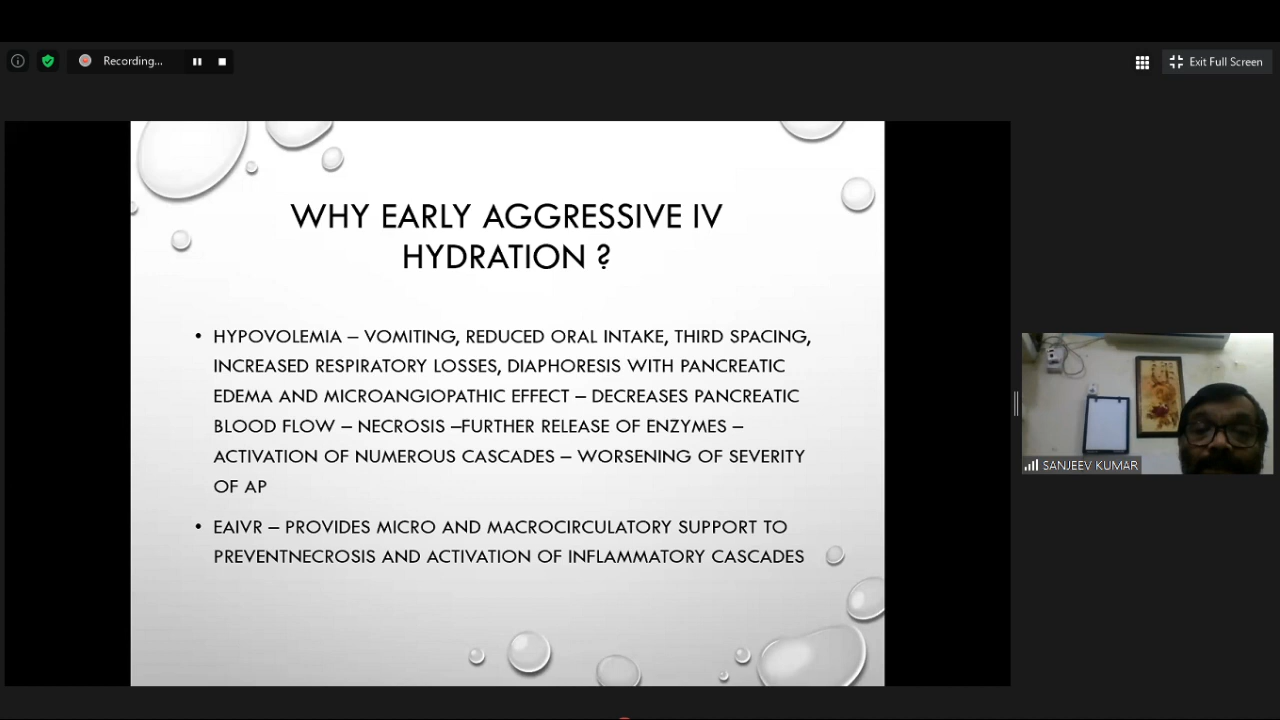 Recording...
Exit Full Screen
WHY EARLY AGGRESSIVE IV
HYDRATION ?
• HYPOVOLEMIA – VOMITING, REDUCED ORAL INTAKE, THIRD SPACING,
INCREASED RESPIRATORY LOSSES, DIAPHORESIS WITH PANCREATIC
EDEMA AND MICROANGIOPATHIC EFFECT – DECREASES PANCREATIC
BLOOD FLOW – NECROSIS –FURTHER RELEASE OF ENZYMES –
ACTIVATION OF NUMEROUS CASCADES – WORSENING OF SEVERITY
OF AP
• EAIVR – PROVIDES MICRO AND MACROCIRCULATORY SUPPORT TO
PREVENTNECROSIS AND ACTIVATION OF INFLAMMATORY CASCADES
SANJEEV KUMAR